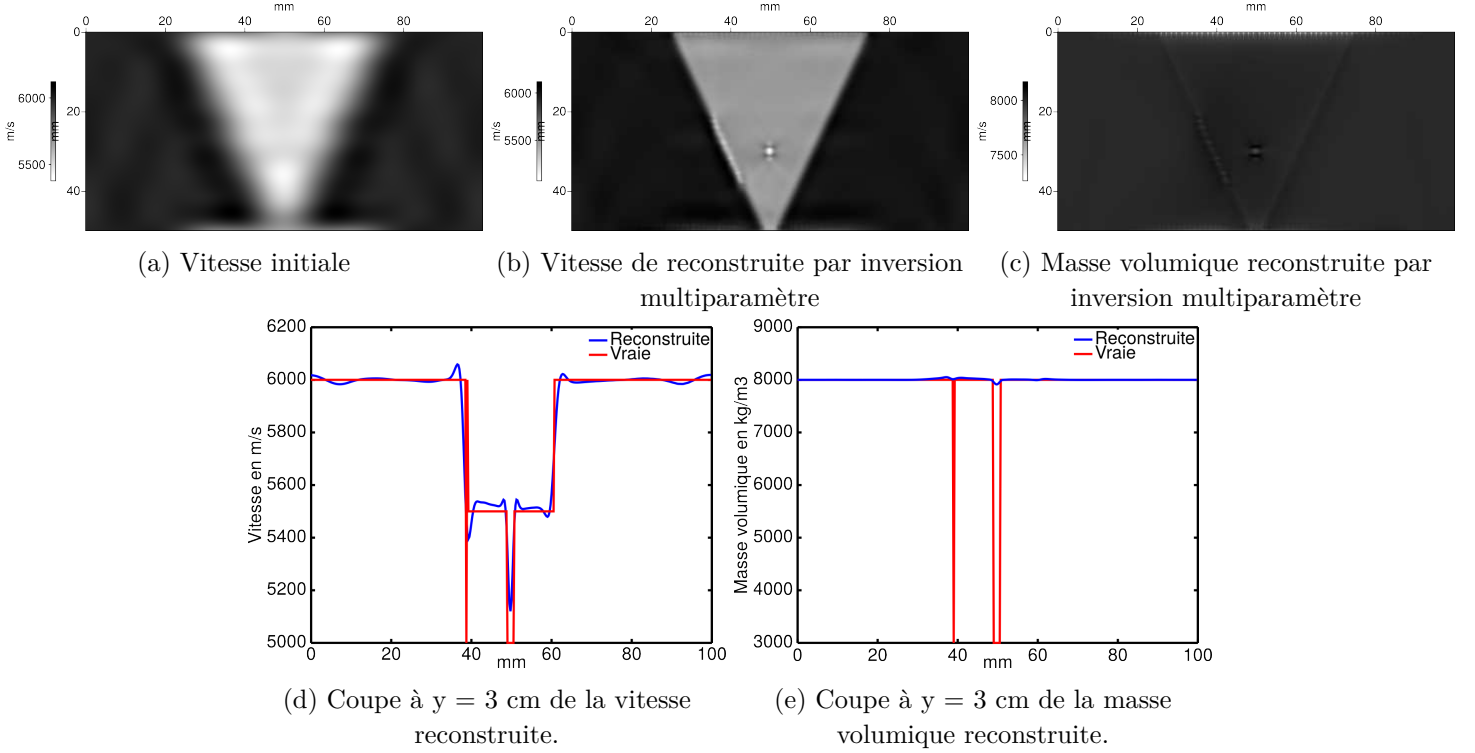 mm
0 20 40 60 80
0
20
40
mm
m/s
6000
5500
(a) Vitesse initiale
mm
0 20 40 60 80
0
20
40
mm
m/s
6000
5500
(b) Vitesse de reconstruite par inversion
multiparamètre
mm
0 20 40 60 80
0
20
40
mm
m/s
8000
7500
(c) Masse volumique reconstruite par
inversion multiparamètre
6200
6000
5800
5600
5400
5200
5000
Vitesse en m/s
Reconstruite
Vraie
0 20 40 60 80 100
mm
(d) Coupe à y = 3 cm de la vitesse
reconstruite.
9000
8000
7000
6000
5000
4000
3000
Masse volumique en kg/m3
Reconstruite
Vraie
0 20 40 60 80 100
mm
(e) Coupe à y = 3 cm de la masse
volumique reconstruite.